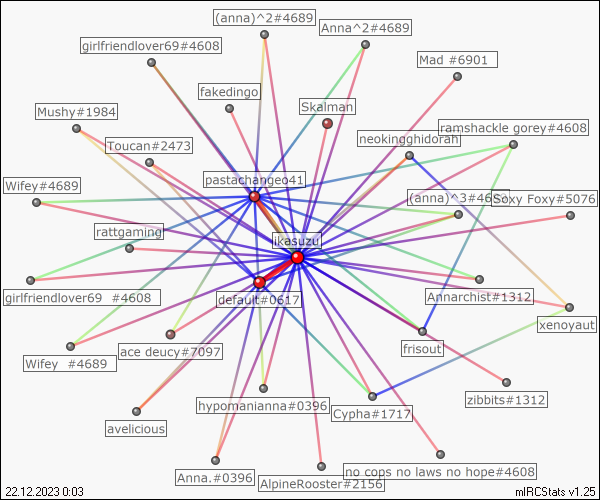 (anna)^2#4689
Anna^2#4689
girlfriendlover69#4608
Mad #6901
fakedingo
Skalman
Mushy#1984
ramshackle gorey#4608
neokingghidorah
Toucan#2473
pastachangeo41
Wifey#4689
(anna)^3#46
Soxy Foxy#5076
rattgaming
ikasuzu
girlfriendlover69 #4608
default#0617
Annarchist#1312
xenoyaut
ace deucy#7097
frisout
Wifey #4689
zibbits#1312
hypomanianna#0396
Cypha#1717
avelicious
Anna.#0396
AlpineRooster#2156
no cops no laws no hope#4608
22.12.2023 0:03
mIRCStats v1.25